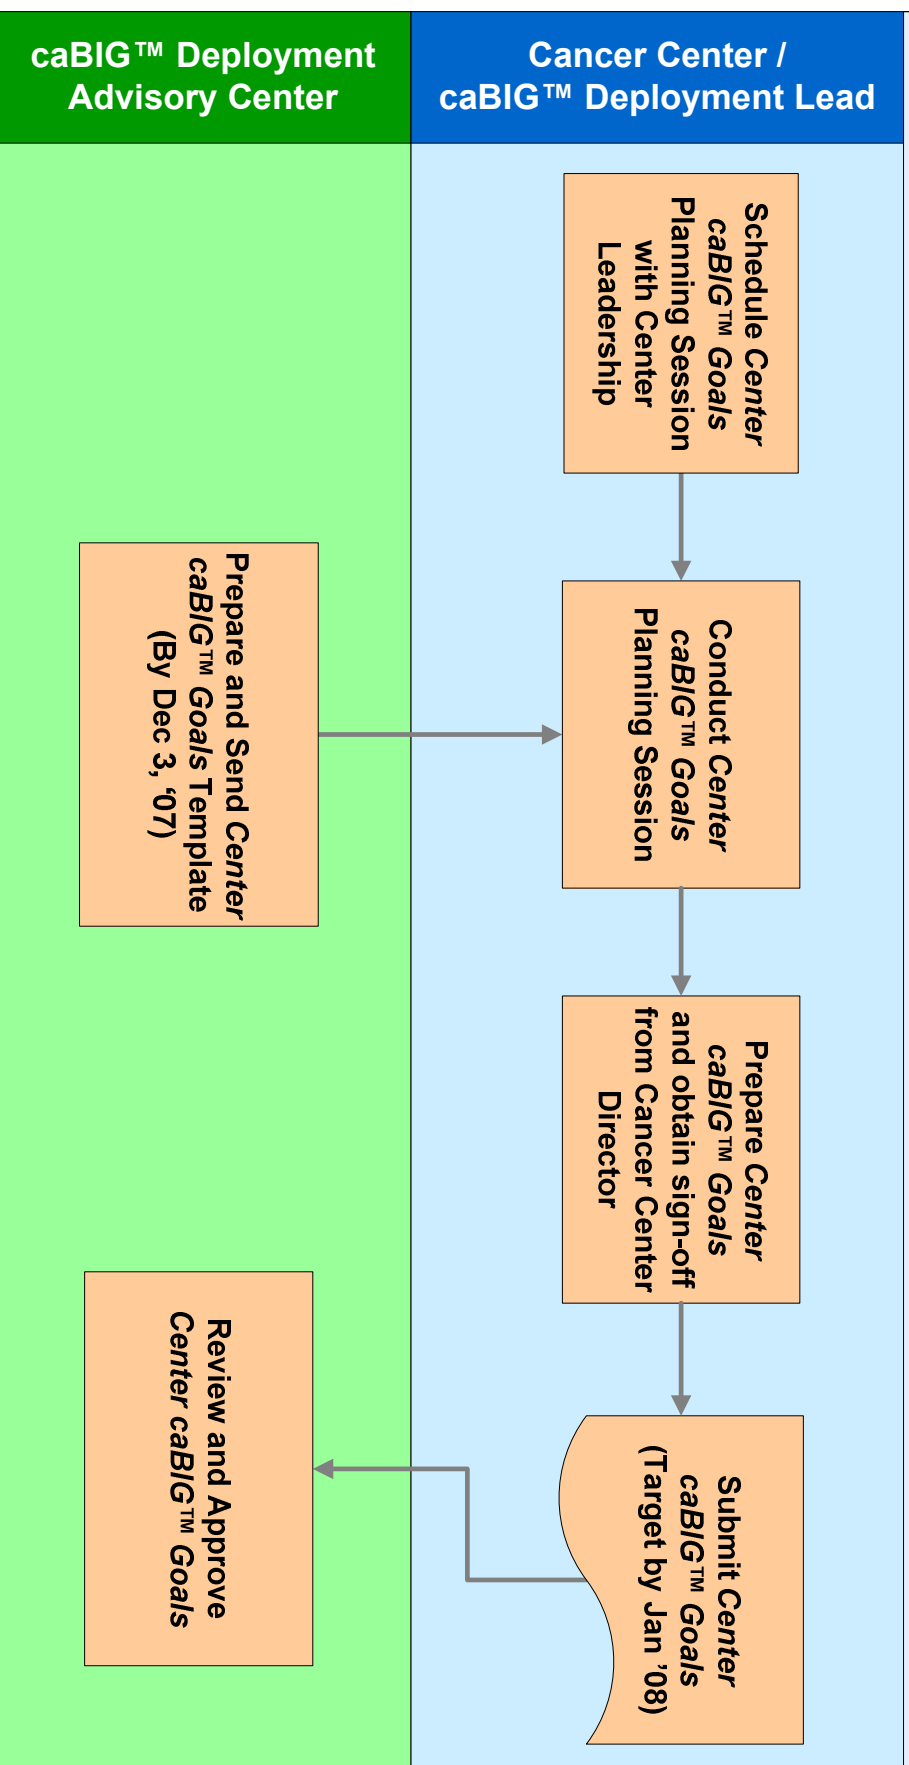 caBIG™ Deployment
Advisory Center
Cancer Center /
caBIG™ Deployment Lead
Schedule Center
caBIG™ Goals
Planning Session
with Center
Leadership
Conduct Center
caBIG™ Goals
Planning Session
Prepare and Send Center
caBIG™ Goals Template
(By Dec 3, ‘07)
Prepare Center
caBIG™ Goals
and obtain sign-off
from Cancer Center
Director
Submit Center
caBIG™ Goals
(Target by Jan ’08)
Review and Approve
Center caBIG™ Goals